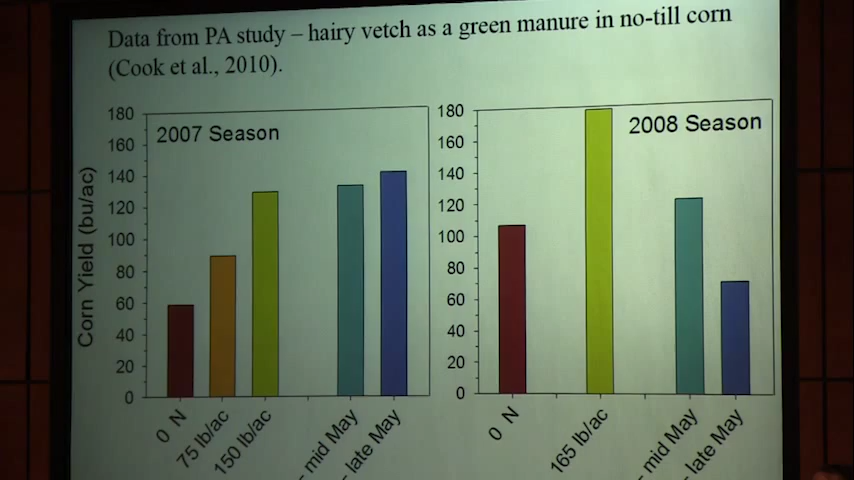 Data from PA study – hairy vetch as a green manure in no-till corn
(Cook et al., 2010).
180
160
140
120
100
80
60
40
20
0
Corn Yield (bu/ac)
2007 Season
0 N
75 lb/ac
150 lb/ac
- mid May
- late May
180
160
140
120
100
80
60
40
20
0
2008 Season
0 N
165 lb/ac
- mid May
- late May